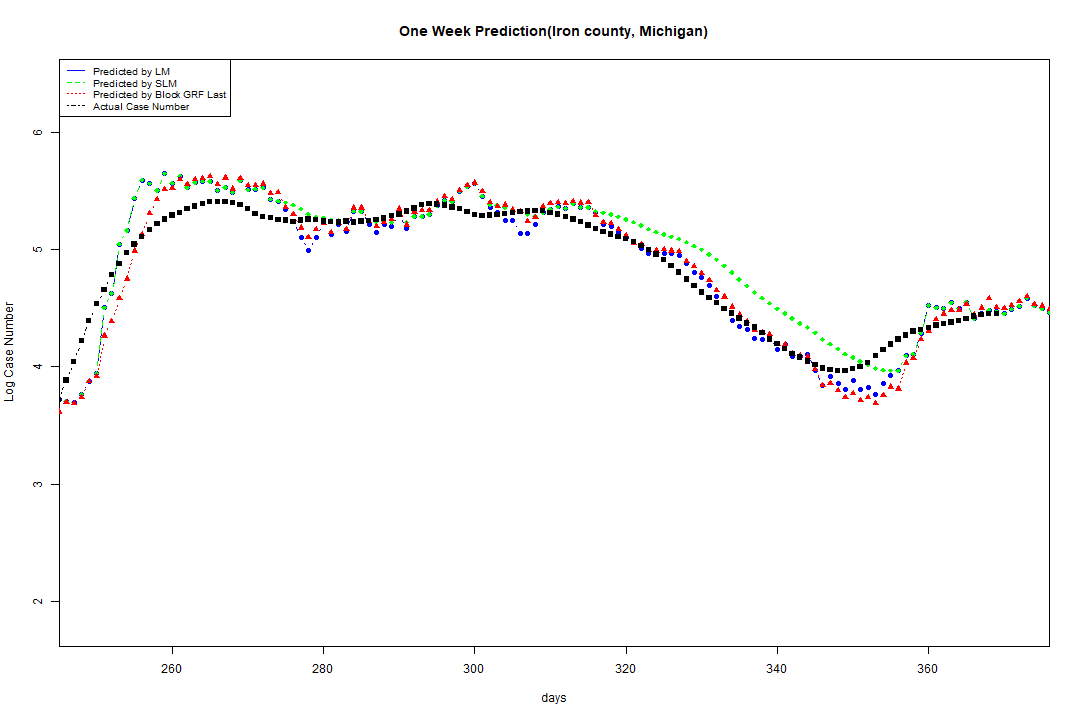 One Week Prediction(Iron county, Michigan)
Predicted by LM
Predicted by SLM
Predicted by Block GRF Last
Actual Case Number
6
5
4
3
2
Log Case Number
260 280 300 320 340 360
days